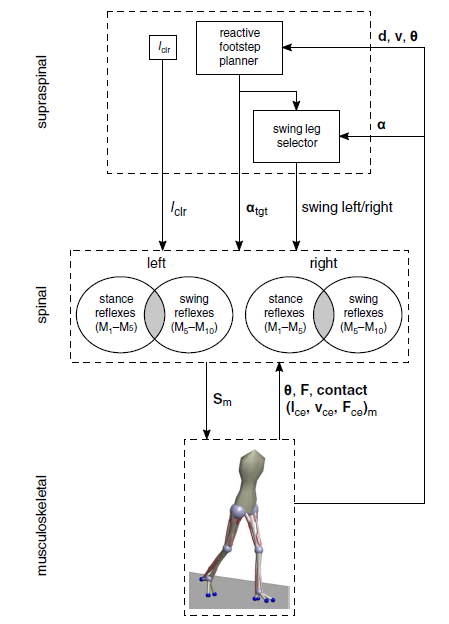 supraspinal
l_clr
reactive
footstep
planner
d, v, θ
swing leg
selector
α
l_clr
α_tgt
swing left/right
spinal
left
right
stance
reflexes
(M₁–M₅)
swing
reflexes
(M₅–M₁₀)
stance
reflexes
(M₁–M₅)
swing
reflexes
(M₅–M₁₀)
S_m
θ, F, contact
(l_ce, v_ce, F_ce)_m
musculoskeletal